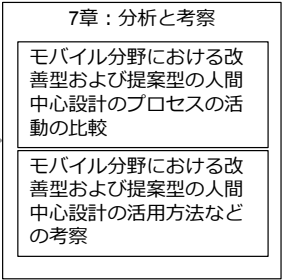 7章：分析と考察
モバイル分野における改
善型および提案型の人間
中心設計のプロセスの活
動の比較
モバイル分野における改
善型および提案型の人間
中心設計の活用方法など
の考察